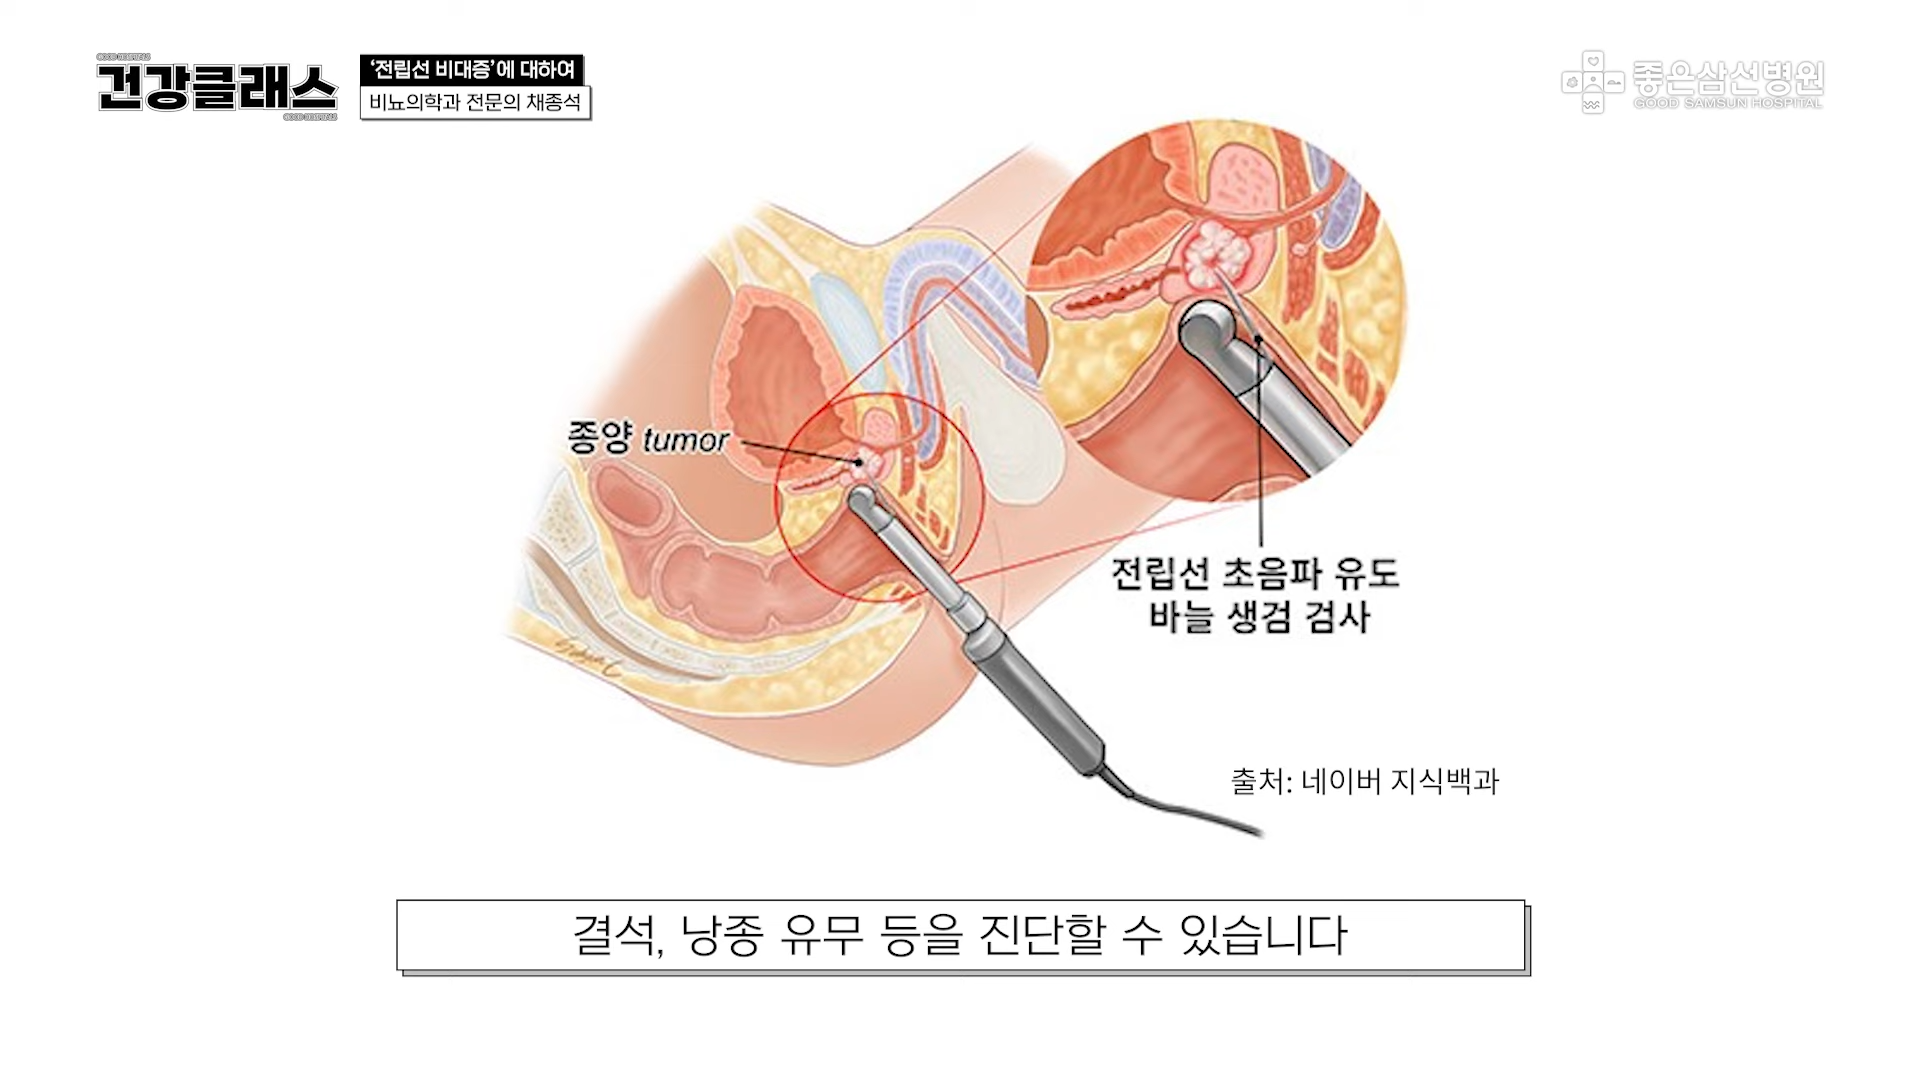 건강클래스
'전립선 비대증'에 대하여
비뇨의학과 전문의 채종석
좋은삼선병원
GOOD SAMSUN HOSPITAL
종양 tumor
전립선 초음파 유도
바늘 생검 검사
출처: 네이버 지식백과
결석, 낭종 유무 등을 진단할 수 있습니다